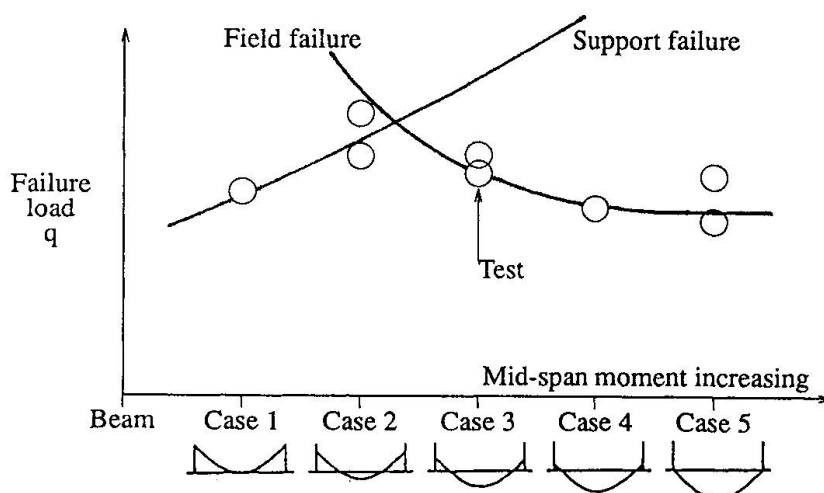 Field failure
Support failure
Failure
load
q
Test
Mid-span moment increasing
Beam Case 1 Case 2 Case 3 Case 4 Case 5